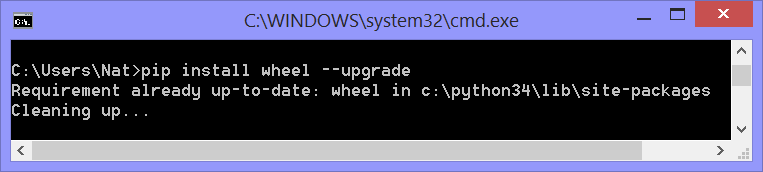 C:\WINDOWS\system32\cmd.exe
C:\Users\Nat>pip install wheel --upgrade
Requirement already up-to-date: wheel in c:\python34\lib\site-packages
Cleaning up...